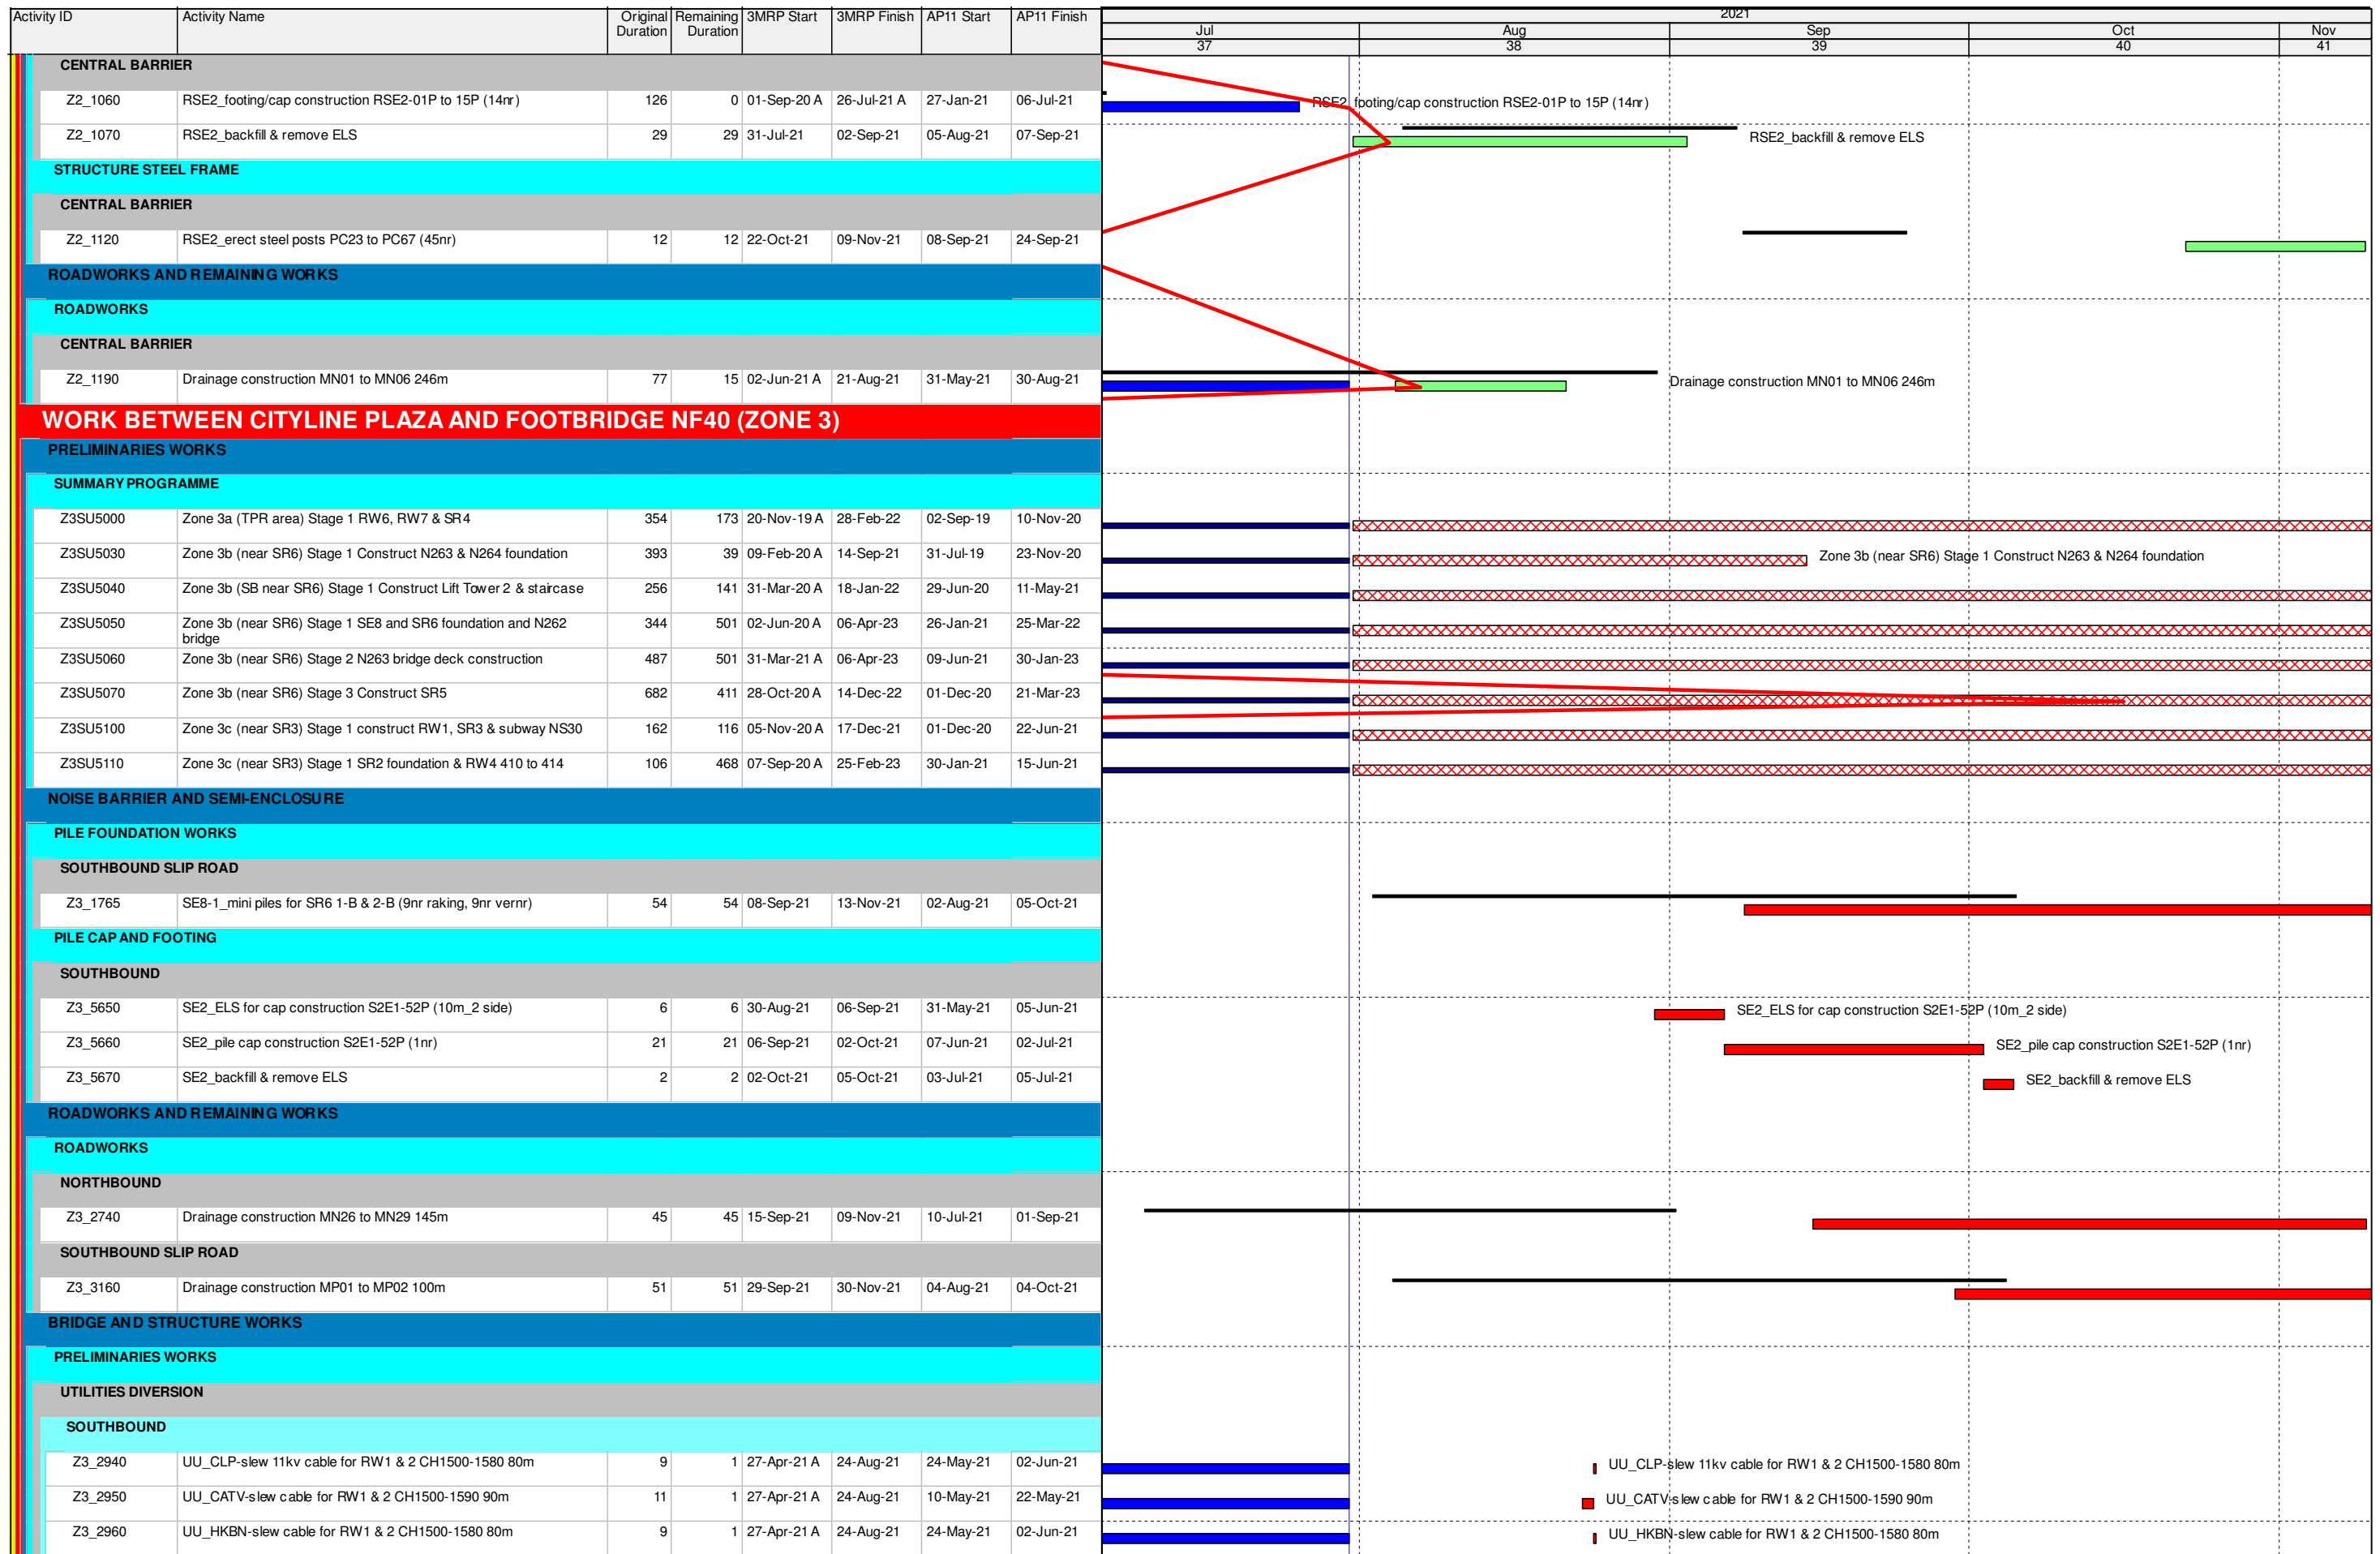 Activity ID Activity Name Original Duration Remaining Duration 3MRP Start 3MRP Finish AP11 Start AP11 Finish
2021
Jul Aug Sep Oct Nov
37 38 39 40 41
CENTRAL BARRIER
Z2_1060 RSE2_footing/cap construction RSE2-01P to 15P (14nr) 126 0 01-Sep-20 A 26-Jul-21 A 27-Jan-21 06-Jul-21 RSE2_footing/cap construction RSE2-01P to 15P (14nr)
Z2_1070 RSE2_backfill & remove ELS 29 29 31-Jul-21 02-Sep-21 05-Aug-21 07-Sep-21 RSE2_backfill & remove ELS
STRUCTURE STEEL FRAME
CENTRAL BARRIER
Z2_1120 RSE2_erect steel posts PC23 to PC67 (45nr) 12 12 22-Oct-21 09-Nov-21 08-Sep-21 24-Sep-21
ROADWORKS AND REMAINING WORKS
ROADWORKS
CENTRAL BARRIER
Z2_1190 Drainage construction MN01 to MN06 246m 77 15 02-Jun-21 A 21-Aug-21 31-May-21 30-Aug-21 Drainage construction MN01 to MN06 246m
WORK BETWEEN CITYLINE PLAZA AND FOOTBRIDGE NF40 (ZONE 3)
PRELIMINARIES WORKS
SUMMARY PROGRAMME
Z3SU5000 Zone 3a (TPR area) Stage 1 RW6, RW7 & SR4 354 173 20-Nov-19 A 28-Feb-22 02-Sep-19 10-Nov-20
Z3SU5030 Zone 3b (near SR6) Stage 1 Construct N263 & N264 foundation 393 39 09-Feb-20 A 14-Sep-21 31-Jul-19 23-Nov-20 Zone 3b (near SR6) Stage 1 Construct N263 & N264 foundation
Z3SU5040 Zone 3b (SB near SR6) Stage 1 Construct Lift Tower 2 & staircase 256 141 31-Mar-20 A 18-Jan-22 29-Jun-20 11-May-21
Z3SU5050 Zone 3b (near SR6) Stage 1 SE8 and SR6 foundation and N262 bridge 344 501 02-Jun-20 A 06-Apr-23 26-Jan-21 25-Mar-22
Z3SU5060 Zone 3b (near SR6) Stage 2 N263 bridge deck construction 487 501 31-Mar-21 A 06-Apr-23 09-Jun-21 30-Jan-23
Z3SU5070 Zone 3b (near SR6) Stage 3 Construct SR5 682 411 28-Oct-20 A 14-Dec-22 01-Dec-20 21-Mar-23
Z3SU5100 Zone 3c (near SR3) Stage 1 construct RW1, SR3 & subway NS30 162 116 05-Nov-20 A 17-Dec-21 01-Dec-20 22-Jun-21
Z3SU5110 Zone 3c (near SR3) Stage 1 SR2 foundation & RW4 410 to 414 106 468 07-Sep-20 A 25-Feb-23 30-Jan-21 15-Jun-21
NOISE BARRIER AND SEMI-ENCLOSURE
PILE FOUNDATION WORKS
SOUTHBOUND SLIP ROAD
Z3_1765 SE8-1_mini piles for SR6 1-B & 2-B (9nr raking, 9nr vernr) 54 54 08-Sep-21 13-Nov-21 02-Aug-21 05-Oct-21
PILE CAP AND FOOTING
SOUTHBOUND
Z3_5650 SE2_ELS for cap construction S2E1-52P (10m_2 side) 6 6 30-Aug-21 06-Sep-21 31-May-21 05-Jun-21 SE2_ELS for cap construction S2E1-52P (10m_2 side)
Z3_5660 SE2_pile cap construction S2E1-52P (1nr) 21 21 06-Sep-21 02-Oct-21 07-Jun-21 02-Jul-21 SE2_pile cap construction S2E1-52P (1nr)
Z3_5670 SE2_backfill & remove ELS 2 2 02-Oct-21 05-Oct-21 03-Jul-21 05-Jul-21 SE2_backfill & remove ELS
ROADWORKS AND REMAINING WORKS
ROADWORKS
NORTHBOUND
Z3_2740 Drainage construction MN26 to MN29 145m 45 45 15-Sep-21 09-Nov-21 10-Jul-21 01-Sep-21
SOUTHBOUND SLIP ROAD
Z3_3160 Drainage construction MP01 to MP02 100m 51 51 29-Sep-21 30-Nov-21 04-Aug-21 04-Oct-21
BRIDGE AND STRUCTURE WORKS
PRELIMINARIES WORKS
UTILITIES DIVERSION
SOUTHBOUND
Z3_2940 UU_CLP-slew 11kv cable for RW1 & 2 CH1500-1580 80m 9 1 27-Apr-21 A 24-Aug-21 24-May-21 02-Jun-21 UU_CLP-slew 11kv cable for RW1 & 2 CH1500-1580 80m
Z3_2950 UU_CATV-slew cable for RW1 & 2 CH1500-1590 90m 11 1 27-Apr-21 A 24-Aug-21 10-May-21 22-May-21 UU_CATV-slew cable for RW1 & 2 CH1500-1590 90m
Z3_2960 UU_HKBN-slew cable for RW1 & 2 CH1500-1580 80m 9 1 27-Apr-21 A 24-Aug-21 24-May-21 02-Jun-21 UU_HKBN-slew cable for RW1 & 2 CH1500-1580 80m